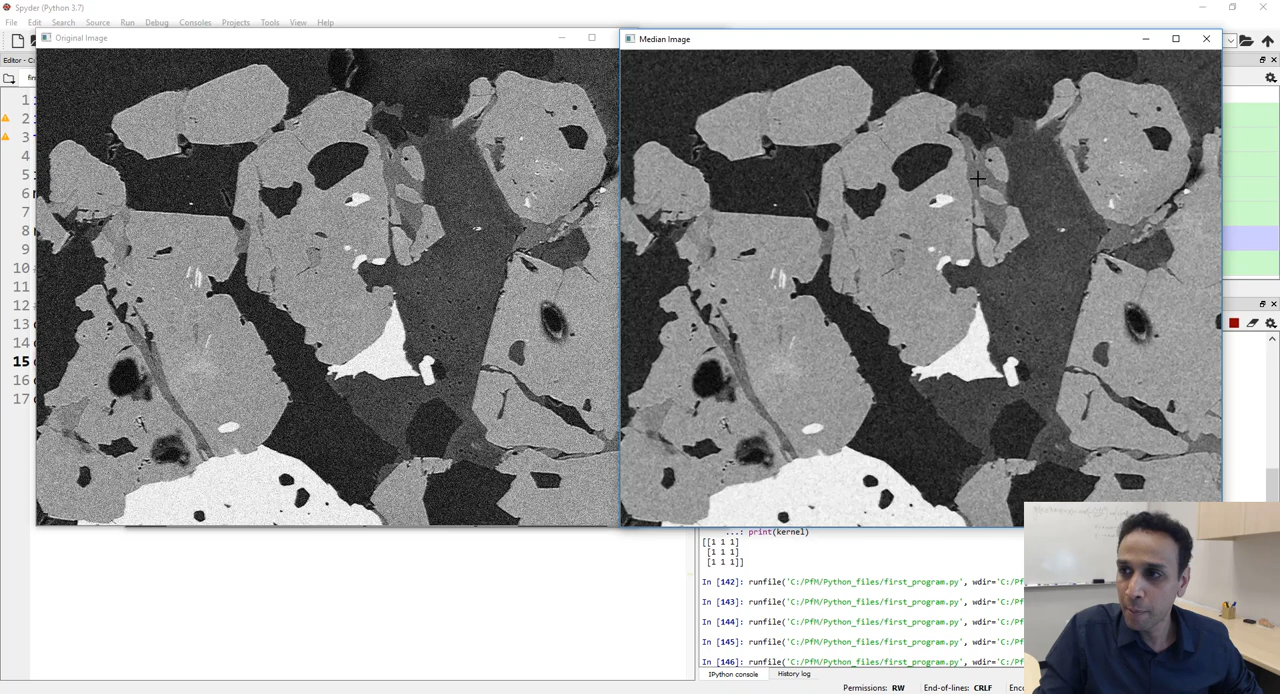 Spyder (Python 3.7)
File Edit Search Source Run Debug Consoles Projects Tools View Help
Original Image
Median Image
Editor - C:
1
2
3
4
5
6
7
8
9
10
11
12
13
14
15
16
17
...: print(kernel)
[[1 1 1]
[1 1 1]
[1 1 1]]
In [142]: runfile('C:/PfM/Python_files/first_program.py', wdir='C:/Pf
In [143]: runfile('C:/PfM/Python_files/first_program.py', wdir='C:/Pf
In [144]: runfile('C:/PfM/Python_files/first_program.py', wdir='C:/Pf
In [145]: runfile('C:/PfM/Python_files/first_program.py', wdir='C:/Pf
In [146]: runfile('C:/PfM/Python_files/first_program.py', wdir='C:/Pf
IPython console History log
Permissions: RW End-of-lines: CRLF Enco